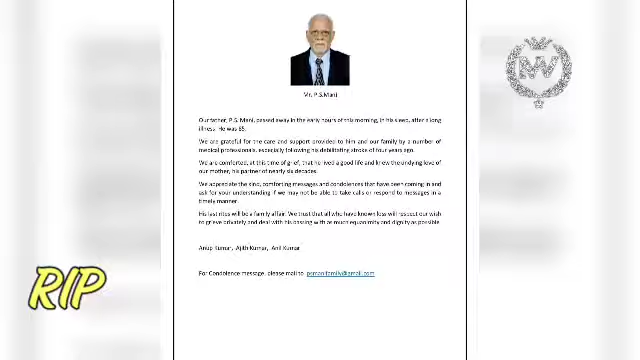 Mr. P.S.Mani
Our father, P.S. Mani, passed away in the early hours of this morning, in his sleep, after a long
illness. He was 85.
We are grateful for the care and support provided to him and our family by a number of
medical professionals, especially following his debilitating stroke of four years ago.
We are comforted, at this time of grief, that he lived a good life and knew the undying love of
our mother, his partner of nearly six decades.
We appreciate the kind, comforting messages and condolences that have been coming in and
ask for your understanding if we may not be able to take calls or respond to messages in a
timely manner.
His last rites will be a family affair. We trust that all who have known loss will respect our wish
to grieve privately and deal with his passing with as much equanimity and dignity as possible
Anup Kumar, Ajith Kumar, Anil Kumar
For Condolence message, please mail to psmanifamily@gmail.com
RIP